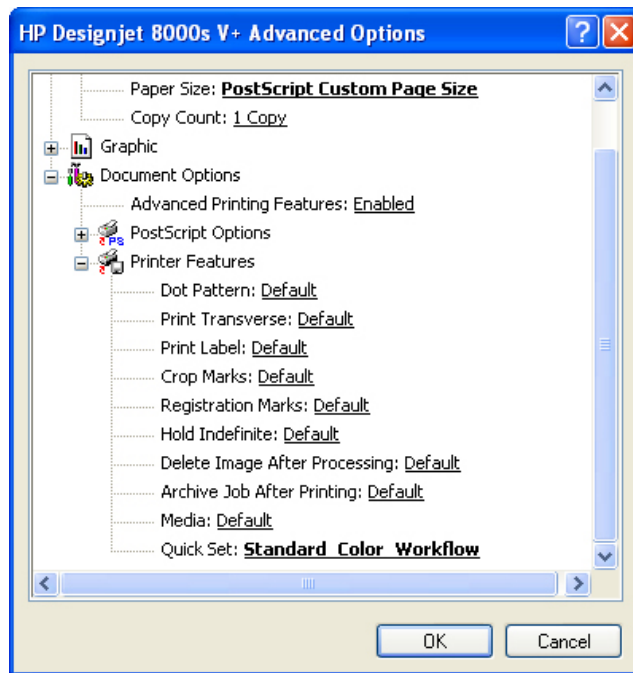 HP Designjet 8000s V+ Advanced Options
Paper Size: PostScript Custom Page Size
Copy Count: 1 Copy
Graphic
Document Options
Advanced Printing Features: Enabled
PostScript Options
Printer Features
Dot Pattern: Default
Print Transverse: Default
Print Label: Default
Crop Marks: Default
Registration Marks: Default
Hold Indefinite: Default
Delete Image After Processing: Default
Archive Job After Printing: Default
Media: Default
Quick Set: Standard_Color_Workflow
OK Cancel